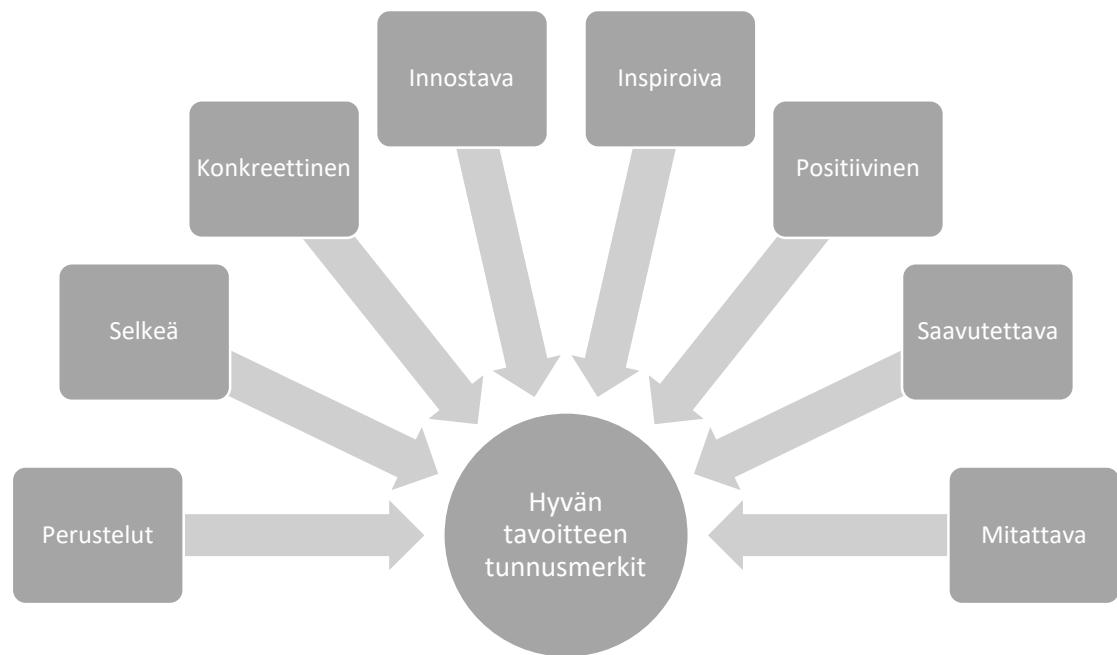 Innostava
Inspiroiva
Konkreettinen
Positiivinen
Selkeä
Saavutettava
Perustelut
Hyvän
tavoitteen
tunnusmerkit
Mitattava